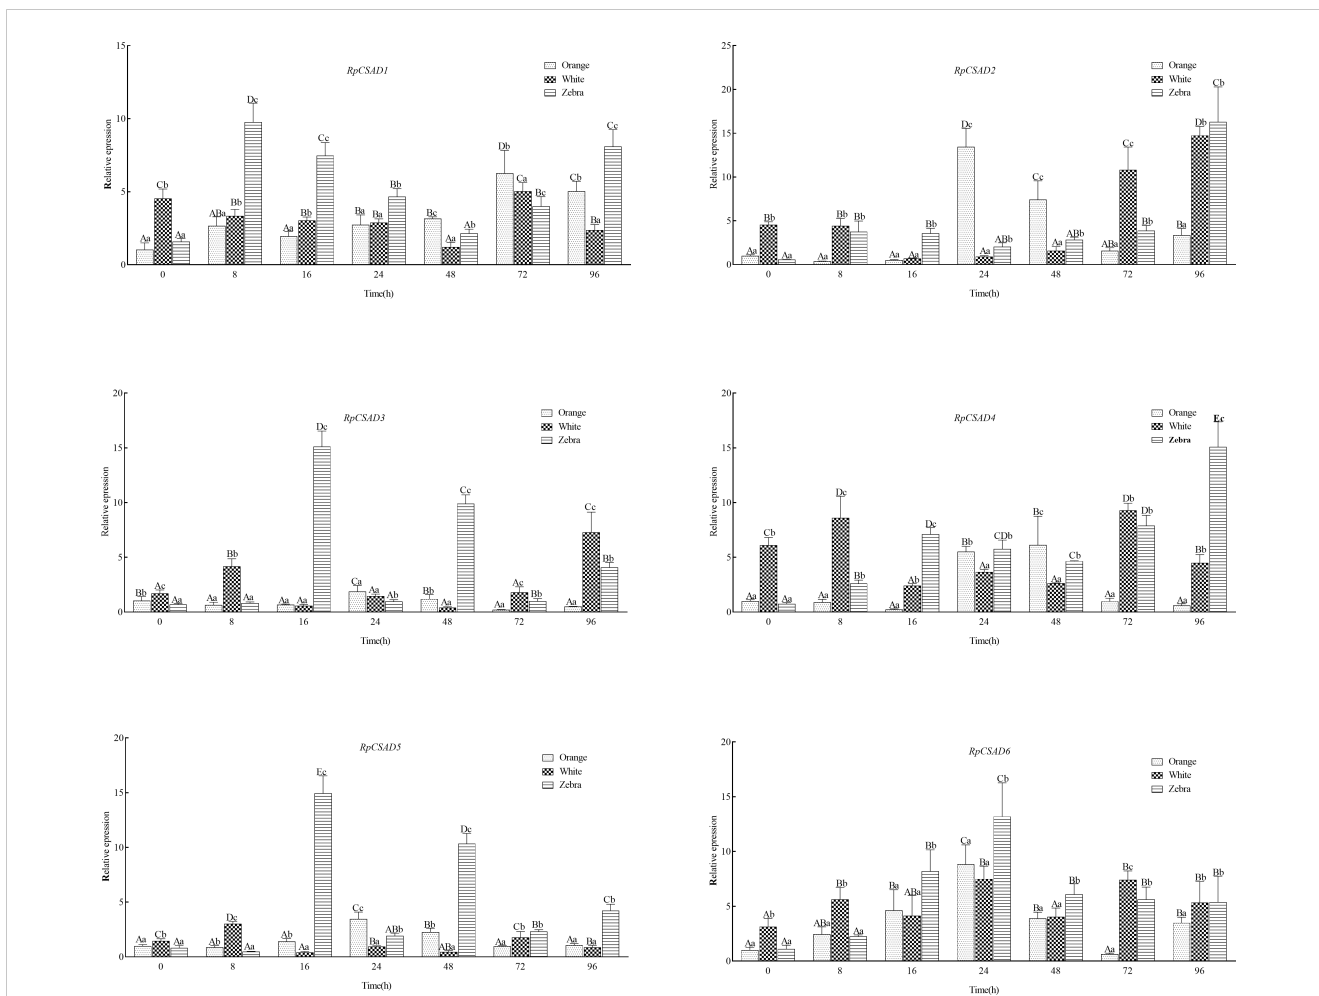 RpCSAD1
Orange
White
Zebra
Relative epression
15
10
5
0
Aa Cb Aa
ABa Bb Dc
Aa Bb Cc
Ba Ba Bb
Bc Aa Ab
Db Ca Bc
Cb Ba Cc
0 8 16 24 48 72 96
Time(h)
RpCSAD2
Orange
White
Zebra
Relative epression
25
20
15
10
5
0
Aa Bb Aa
Aa Bb Bb
Aa Aa Bb
Dc Aa ABb
Cc Aa ABb
ABa Cc Bb
Ba Db Cb
0 8 16 24 48 72 96
Time(h)
RpCSAD3
Orange
White
Zebra
Relative epression
20
15
10
5
0
Bb Ac Aa
Aa Bb Aa
Aa Aa Dc
Ca Aa Ab
Bb Aa Cc
Aa Ac Bb
Aa Cc Bb
0 8 16 24 48 72 96
Time(h)
RpCSAD4
Orange
White
Zebra
Relative epression
20
15
10
5
0
Aa Cb Aa
Aa Dc Bb
Aa Ab Dc
Bb Aa CDb
Bc Aa Cb
Aa Db Db
Aa Bb Ec
0 8 16 24 48 72 96
Time(h)
RpCSAD5
Orange
White
Zebra
Relative epression
20
15
10
5
0
Aa Cb Aa
Ab Dc Aa
Ab Aa Ec
Cc Ba ABb
Bb ABa Dc
Aa Cb Bb
Aa Ba Cb
0 8 16 24 48 72 96
Time(h)
RpCSAD6
Orange
White
Zebra
Relative epression
20
15
10
5
0
Aa Ab Aa
ABa Bb Aa
Ba ABa Bb
Ca Ba Cb
Ba Aa Bb
Aa Bc Bb
Ba Bb Bb
0 8 16 24 48 72 96
Time(h)